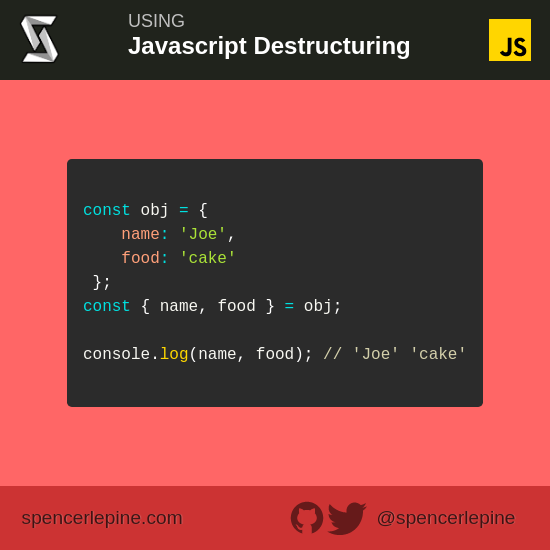 USING
Javascript Destructuring
JS
const obj = {
    name: 'Joe',
    food: 'cake'
 };
const { name, food } = obj;
console.log(name, food); // 'Joe' 'cake'
spencerlepine.com
@spencerlepine